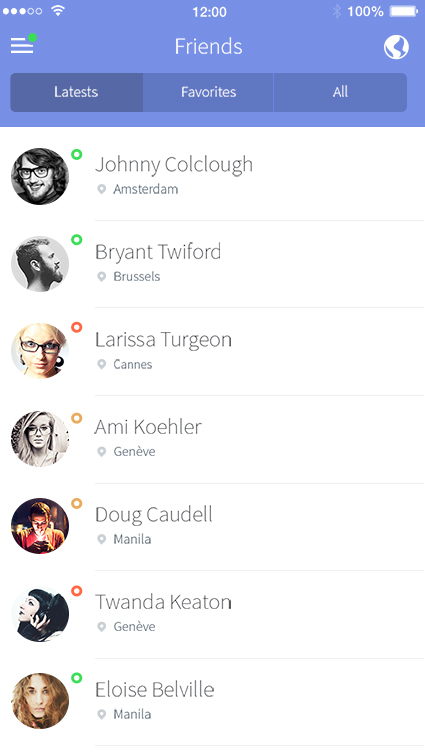 12:00 100%
Friends
Latests Favorites All
Johnny Colclough
Amsterdam
Bryant Twiford
Brussels
Larissa Turgeon
Cannes
Ami Koehler
Genève
Doug Caudell
Manila
Twanda Keaton
Genève
Eloise Belville
Manila